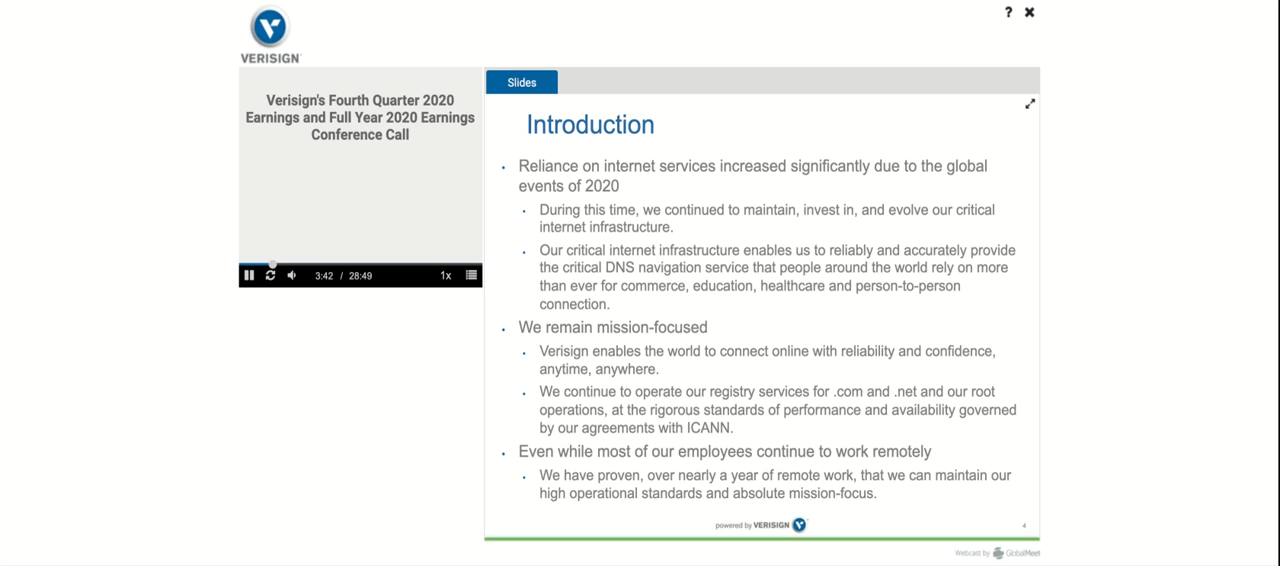 ? ✖
VERISIGN
Verisign's Fourth Quarter 2020
Earnings and Full Year 2020 Earnings
Conference Call
3:42 / 28:49 1x
Slides
Introduction
• Reliance on internet services increased significantly due to the global
events of 2020
• During this time, we continued to maintain, invest in, and evolve our critical
internet infrastructure.
• Our critical internet infrastructure enables us to reliably and accurately provide
the critical DNS navigation service that people around the world rely on more
than ever for commerce, education, healthcare and person-to-person
connection.
• We remain mission-focused
• Verisign enables the world to connect online with reliability and confidence,
anytime, anywhere.
• We continue to operate our registry services for .com and .net and our root
operations, at the rigorous standards of performance and availability governed
by our agreements with ICANN.
• Even while most of our employees continue to work remotely
• We have proven, over nearly a year of remote work, that we can maintain our
high operational standards and absolute mission-focus.
powered by VERISIGN
4
Webcast by GlobalMeet